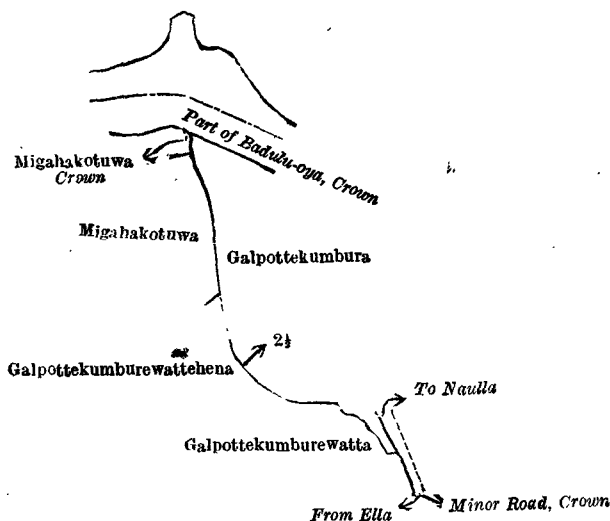 Part of Badulu-oya, Crown
Migahakotuwa
Crown
Migahakotuwa
Galpottekumbura
2½
Galpottekumburewattehena
To Naulla
Galpottekumburewatta
From Ella
Minor Road, Crown